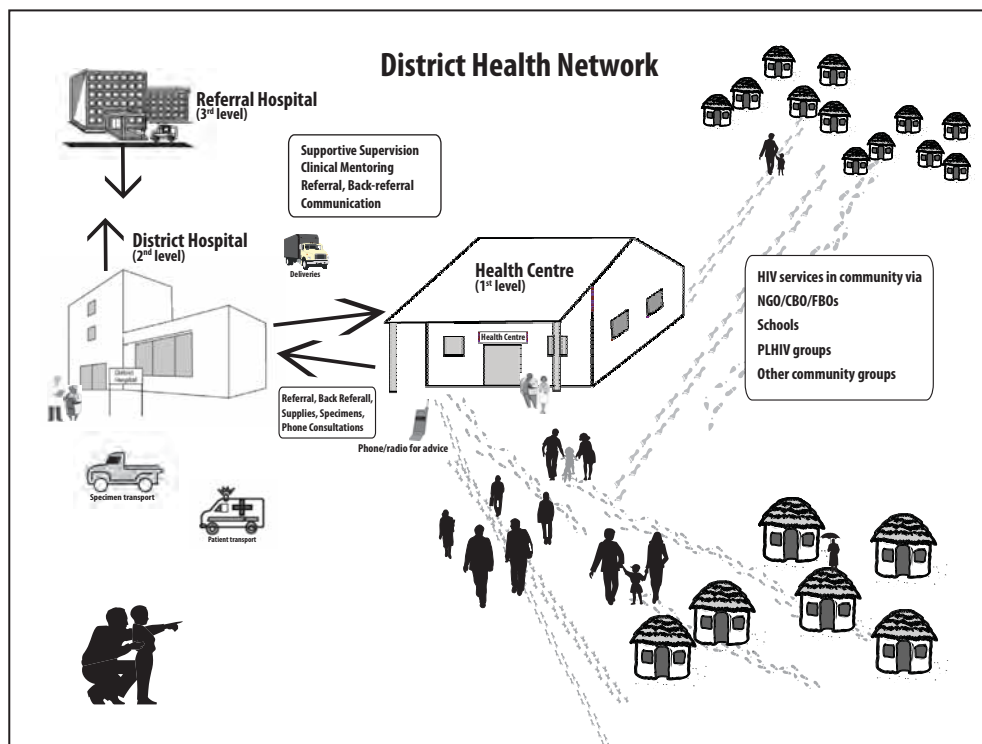 District Health Network
Referral Hospital
(3rd level)
Supportive Supervision
Clinical Mentoring
Referral, Back-referral
Communication
District Hospital
(2nd level)
Deliveries
Health Centre
(1st level)
Health Centre
HIV services in community via
NGO/CBO/FBOs
Schools
PLHIV groups
Other community groups
District
Hospital
Referral, Back Referall,
Supplies, Specimens,
Phone Consultations
Phone/radio for advice
Specimen transport
Patient transport